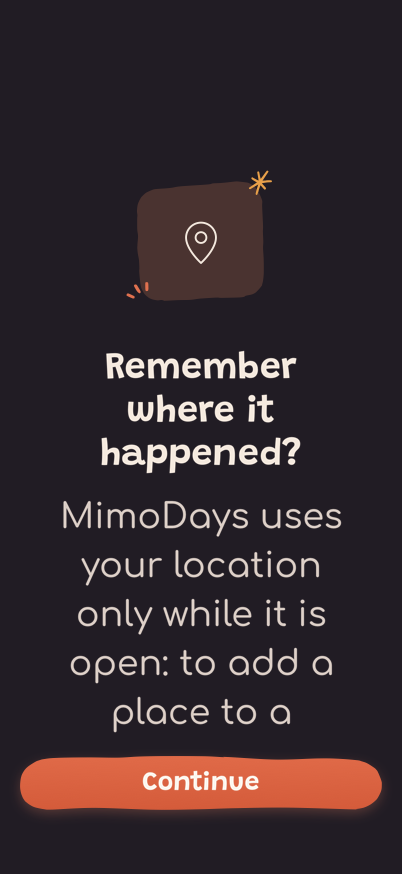 Remember
where it
happened?
MimoDays uses
your location
only while it is
open: to add a
place to a
Continue